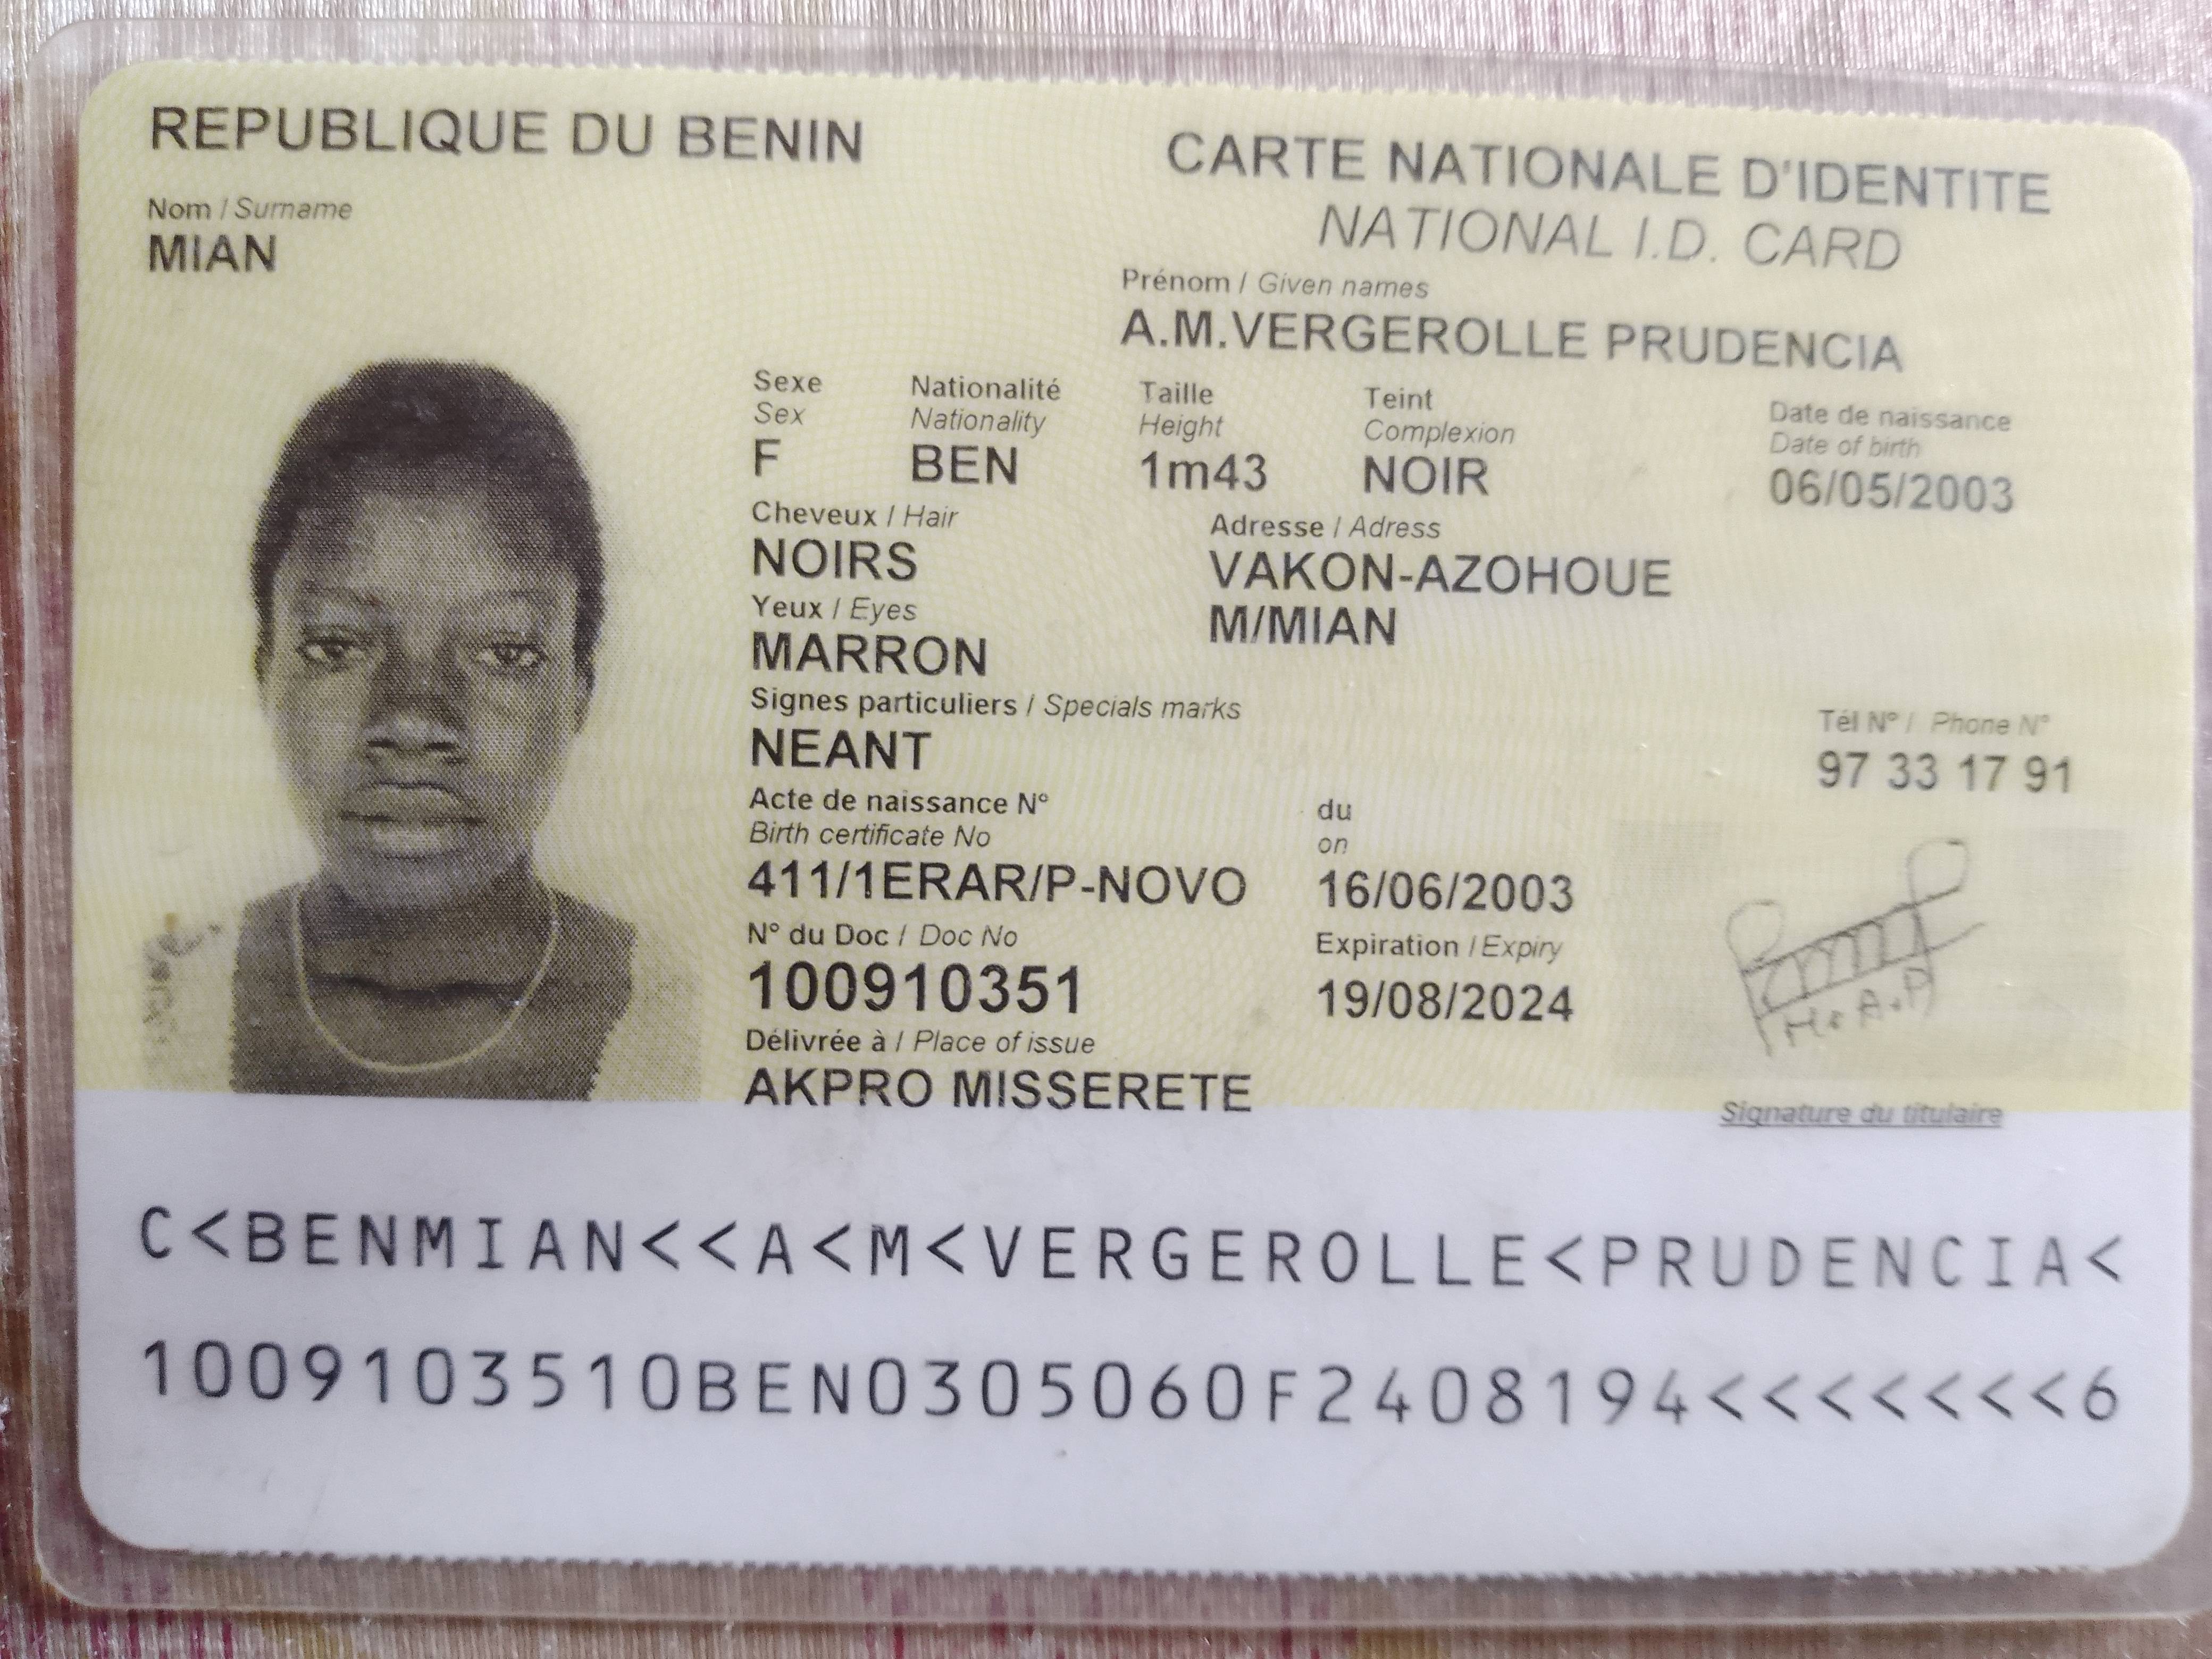 REPUBLIQUE DU BENIN
CARTE NATIONALE D'IDENTITE
NATIONAL I.D. CARD
Nom / Surname
MIAN
Prénom / Given names
A.M.VERGEROLLE PRUDENCIA
Sexe Nationalité Taille Teint Date de naissance
Sex Nationality Height Complexion Date of birth
F BEN 1m43 NOIR 06/05/2003
Cheveux / Hair Adresse / Adress
NOIRS VAKON-AZOHOUE
Yeux / Eyes M/MIAN
MARRON
Signes particuliers / Specials marks Tél N° / Phone N°
NEANT 97 33 17 91
Acte de naissance N° du
Birth certificate No on
411/1ERAR/P-NOVO 16/06/2003
N° du Doc / Doc No Expiration / Expiry
100910351 19/08/2024
Délivrée à / Place of issue
AKPRO MISSERETE
Signature du titulaire
C<BENMIAN<<A<M<VERGEROLLE<PRUDENCIA<
1009103510BEN0305060F2408194<<<<<<<6